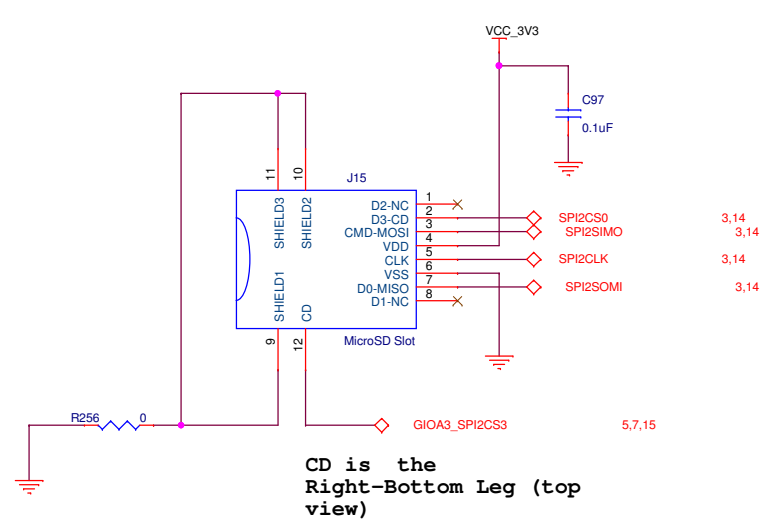 VCC_3V3
C97
0.1uF
11
10
J15
SHIELD3
SHIELD2
D2-NC 1
D3-CD 2 SPI2CS0 3,14
CMD-MOSI 3 SPI2SIMO 3,14
VDD 4
CLK 5 SPI2CLK 3,14
VSS 6
D0-MISO 7 SPI2SOMI 3,14
D1-NC 8
SHIELD1
CD
9
12
MicroSD Slot
R256 0
GIOA3_SPI2CS3 5,7,15
CD is the
Right-Bottom Leg (top
view)